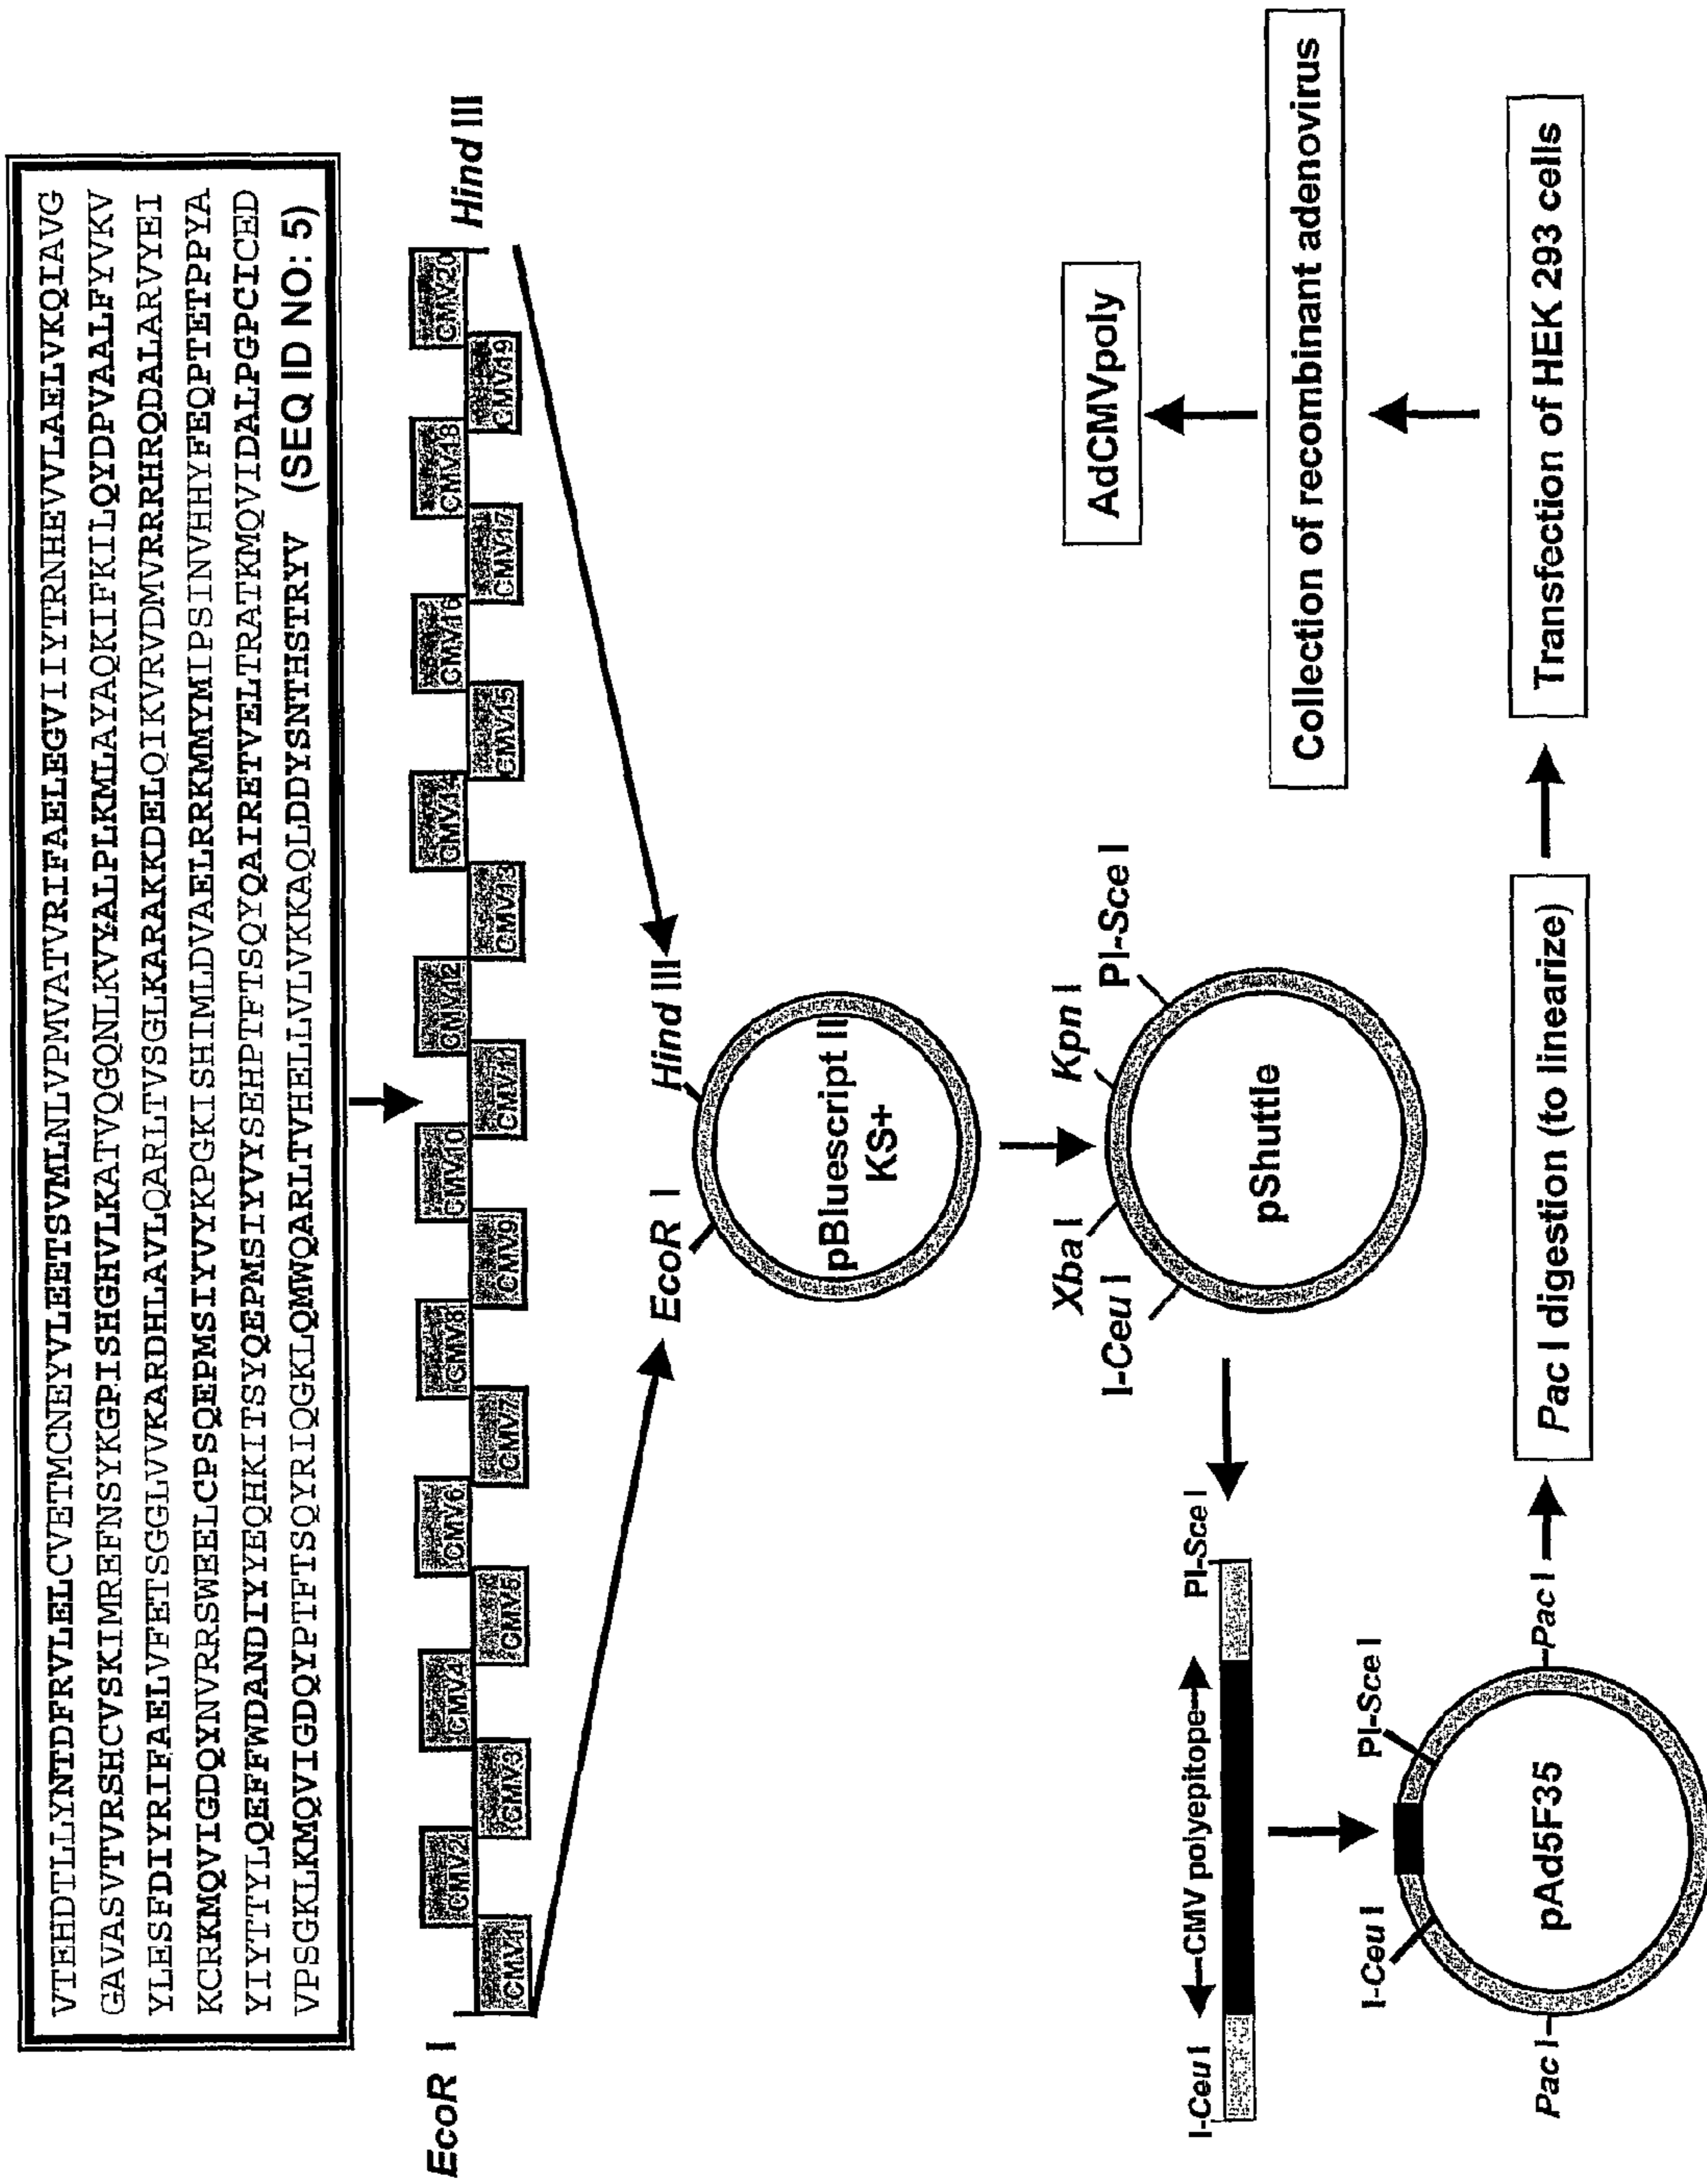 VTEHDTLLYNTDFRVLELCVETMCNEYVLEETSVMLNLVPMVATVRIFAELEGVIIYTRNHEVVLAELVKQIAVG
GAVASVTVRSHCVSKIMREFNSYKGPISHGHVLKATVQGQNLKVYALPLKMLAYAQKIFKILQYDPVAALFYVKV
YLESFDIYRIFAELVFETSGGLVVKARDHLAVLQARLTVSGLKARAKKDELQIKVRVDMVRRRHRQDALARVYEI
KCRKMQVIGDQYNVRRSWEELCPSQEPMSIYVYKPGKISHIMLDVAELRRKMMYMIPSINVHHYFEQPTETPPYA
YIYTTYLQEFFWDANDIYYEQHKITSYQEPMSIYVYSEHPTFTSQYQAIRETVELTRATKMQVIDALPGPCICED
VPSGKLKMQVIGDQYPTFTSQYRIQGKLQMWQARLTVHELLVLVKKAQLDDYSNTHSTRYV (SEQ ID NO: 5)
EcoR I
CMV1
CMV2
CMV3
CMV4
CMV5
CMV6
CMV7
CMV8
CMV9
CMV10
CMV11
CMV12
CMV13
CMV14
CMV15
CMV16
CMV17
CMV18
CMV19
CMV20
Hind III
EcoR I
Hind III
pBluescript II
KS+
I-Ceu I
Xba I
Kpn I
PI-Sce I
pShuttle
I-Ceu I
CMV polyepitope
PI-Sce I
I-Ceu I
PI-Sce I
pAd5F35
Pac I
Pac I
Pac I digestion (to linearize)
Transfection of HEK 293 cells
Collection of recombinant adenovirus
AdCMVpoly